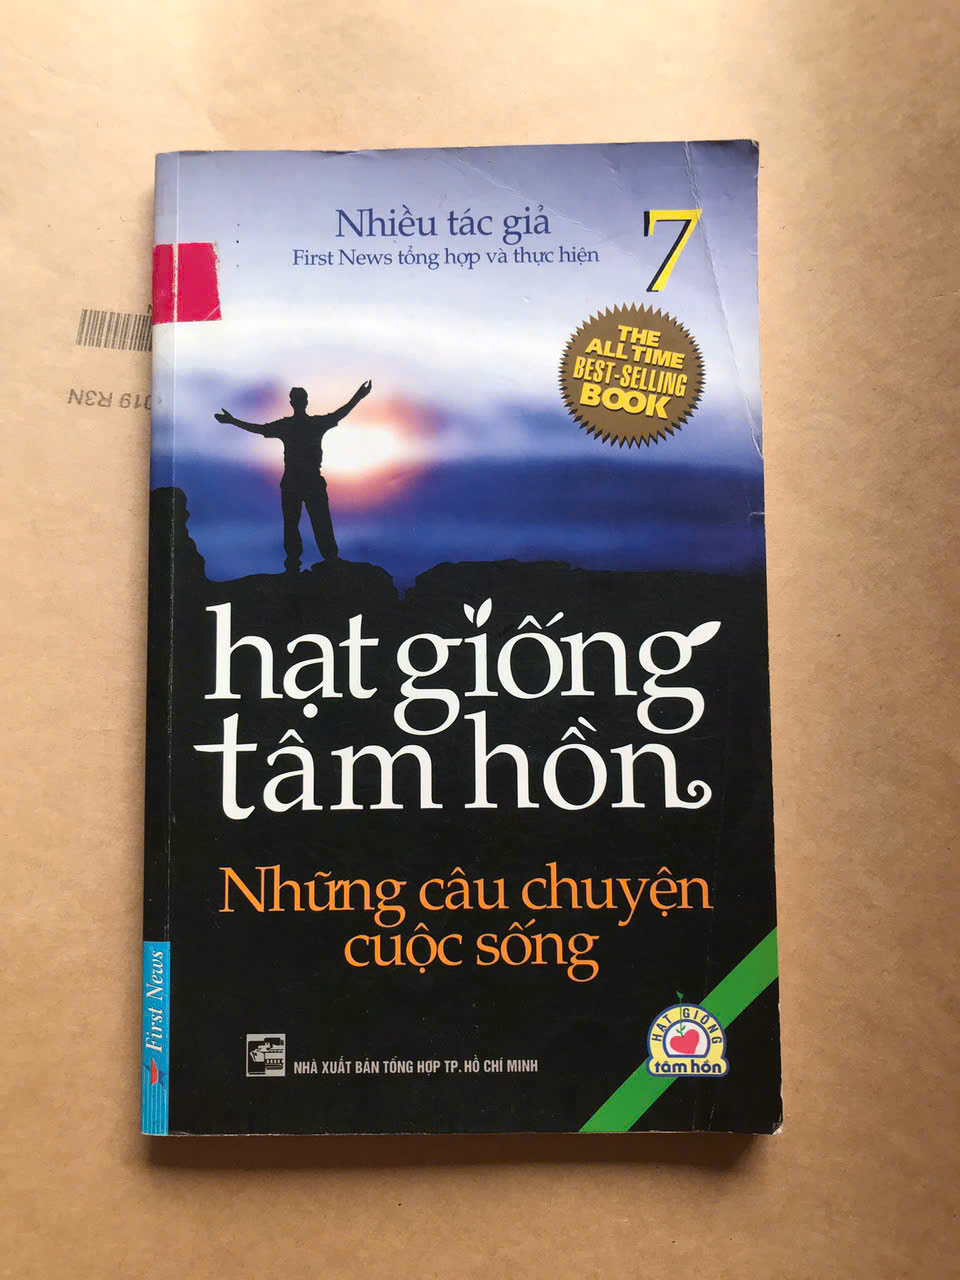 Nhiều tác giả
First News tổng hợp và thực hiện
7
THE
ALL TIME
BEST-SELLING
BOOK
019 R3N
hạt giống
tâm hồn
Những câu chuyện
cuộc sống
First News
NHÀ XUẤT BẢN TỔNG HỢP TP. HỒ CHÍ MINH
HẠT GIỐNG
tâm hồn